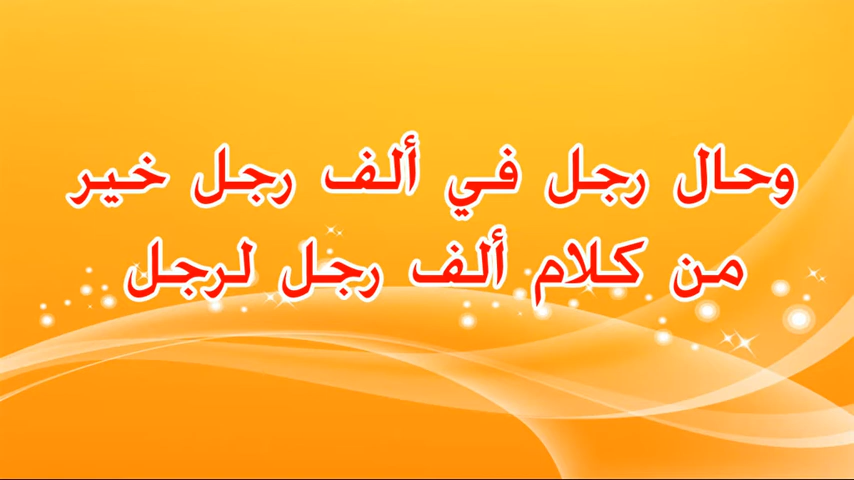 وحال رجل في ألف رجل خير
من كلام ألف رجل لرجل